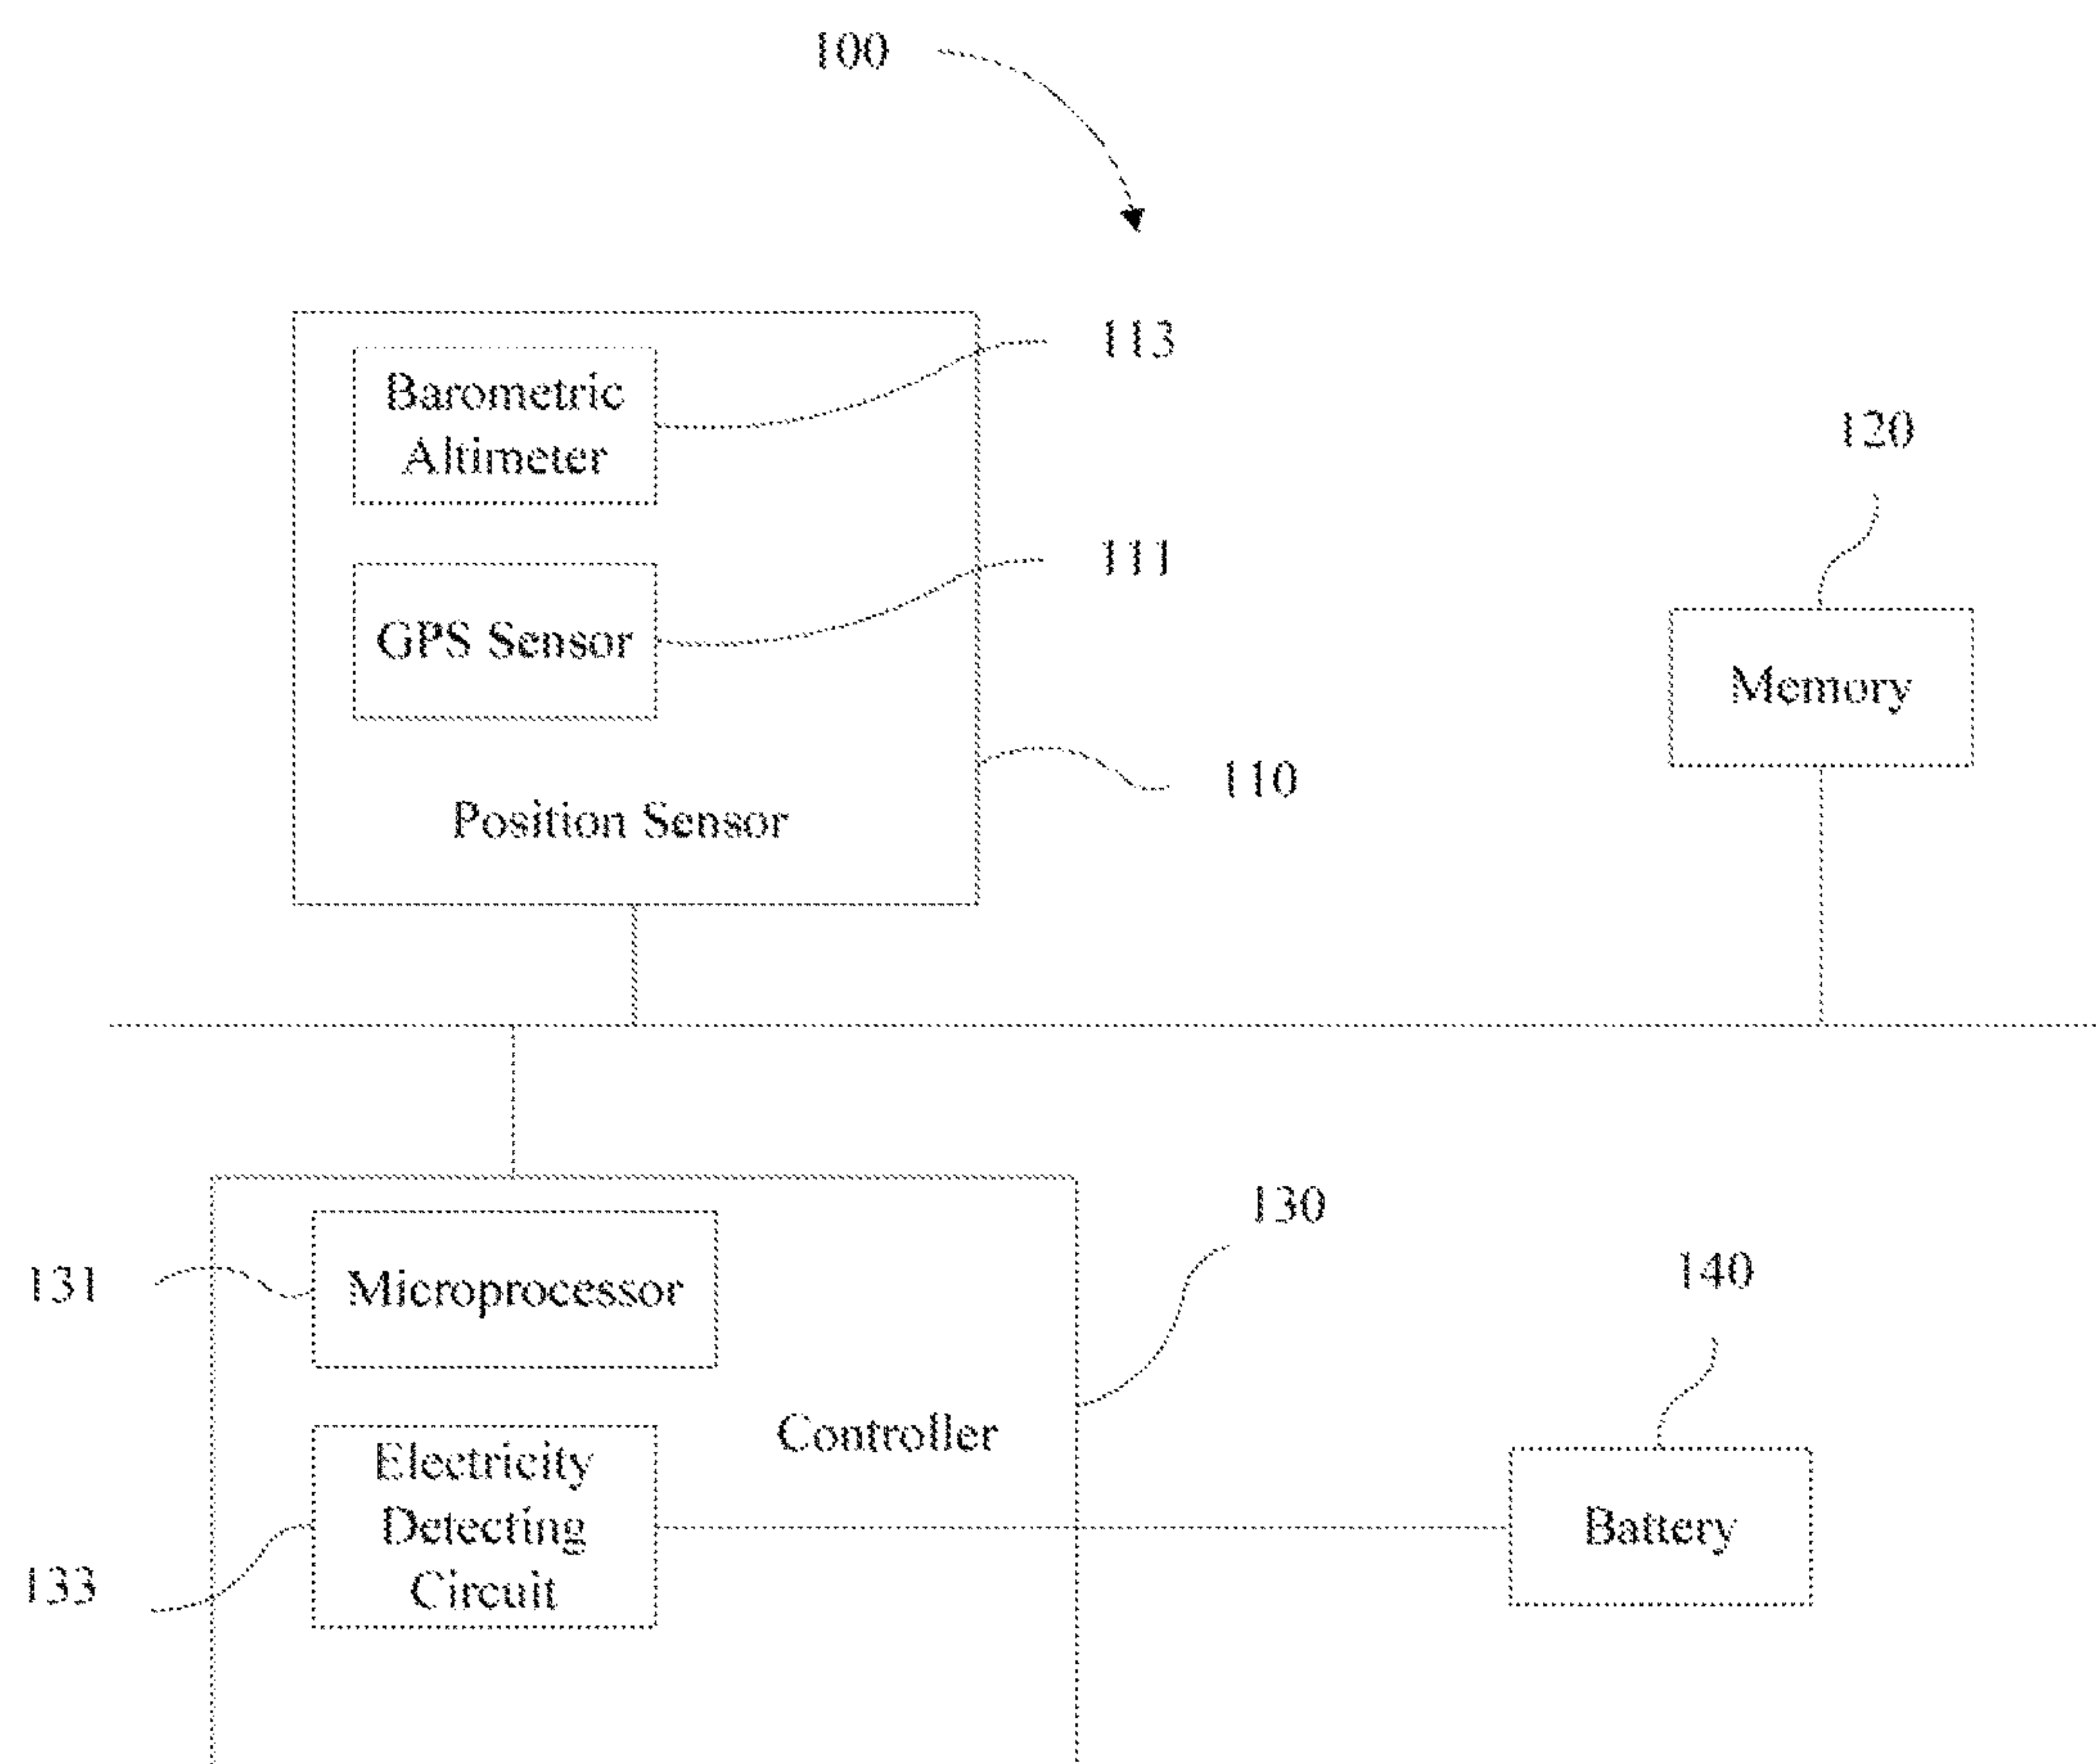 100
113
Barometric
Altimeter
120
111
GPS Sensor
Memory
110
Position Sensor
130
131
Microprocessor
140
Controller
Electricity
Detecting
Circuit
Battery
133